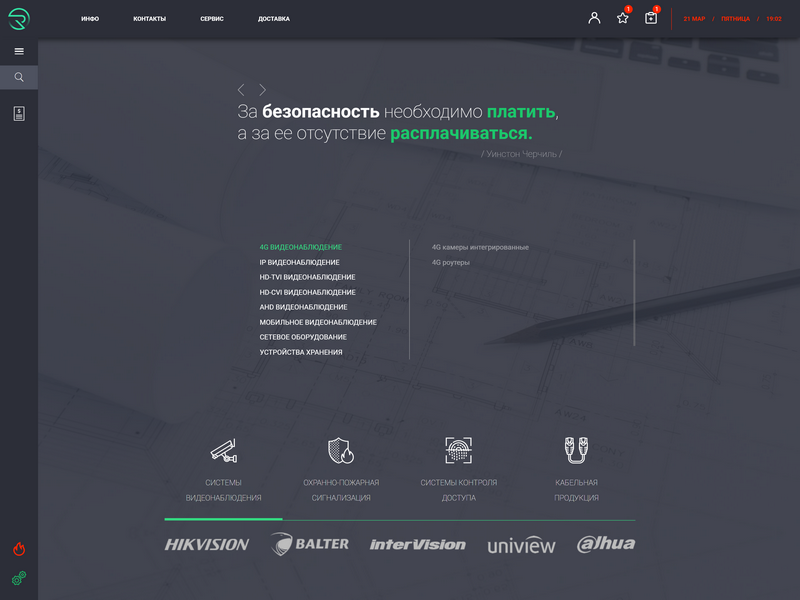 ИНФО КОНТАКТЫ СЕРВИС ДОСТАВКА 1 1 21 МАР / ПЯТНИЦА / 19:02
За безопасность необходимо платить,
а за ее отсутствие расплачиваться.
/ Уинстон Черчиль /
4G ВИДЕОНАБЛЮДЕНИЕ
IP ВИДЕОНАБЛЮДЕНИЕ
HD-TVI ВИДЕОНАБЛЮДЕНИЕ
HD-CVI ВИДЕОНАБЛЮДЕНИЕ
AHD ВИДЕОНАБЛЮДЕНИЕ
МОБИЛЬНОЕ ВИДЕОНАБЛЮДЕНИЕ
СЕТЕВОЕ ОБОРУДОВАНИЕ
УСТРОЙСТВА ХРАНЕНИЯ
4G камеры интегрированные
4G роутеры
СИСТЕМЫ
ВИДЕОНАБЛЮДЕНИЯ
ОХРАННО-ПОЖАРНАЯ
СИГНАЛИЗАЦИЯ
СИСТЕМЫ КОНТРОЛЯ
ДОСТУПА
КАБЕЛЬНАЯ
ПРОДУКЦИЯ
HIKVISION BALTER interVision uniview alhua